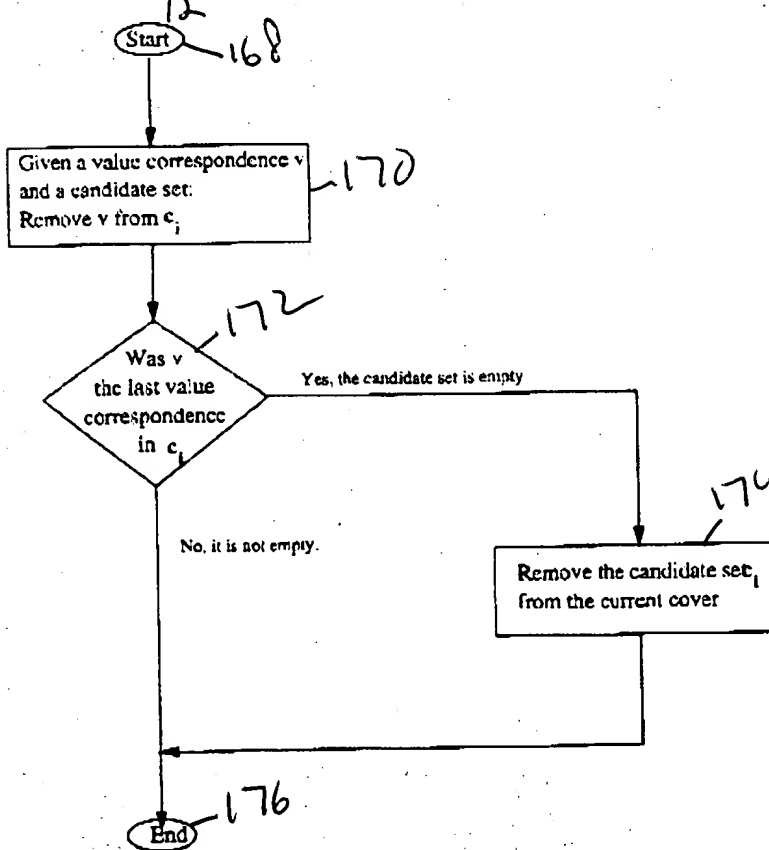 12
Start
168
Given a value correspondence v
and a candidate set:
Remove v from c i
170
172
Was v
the last value
correspondence
in c i
Yes, the candidate set is empty
No, it is not empty.
Remove the candidate set c i
from the current cover
176
End